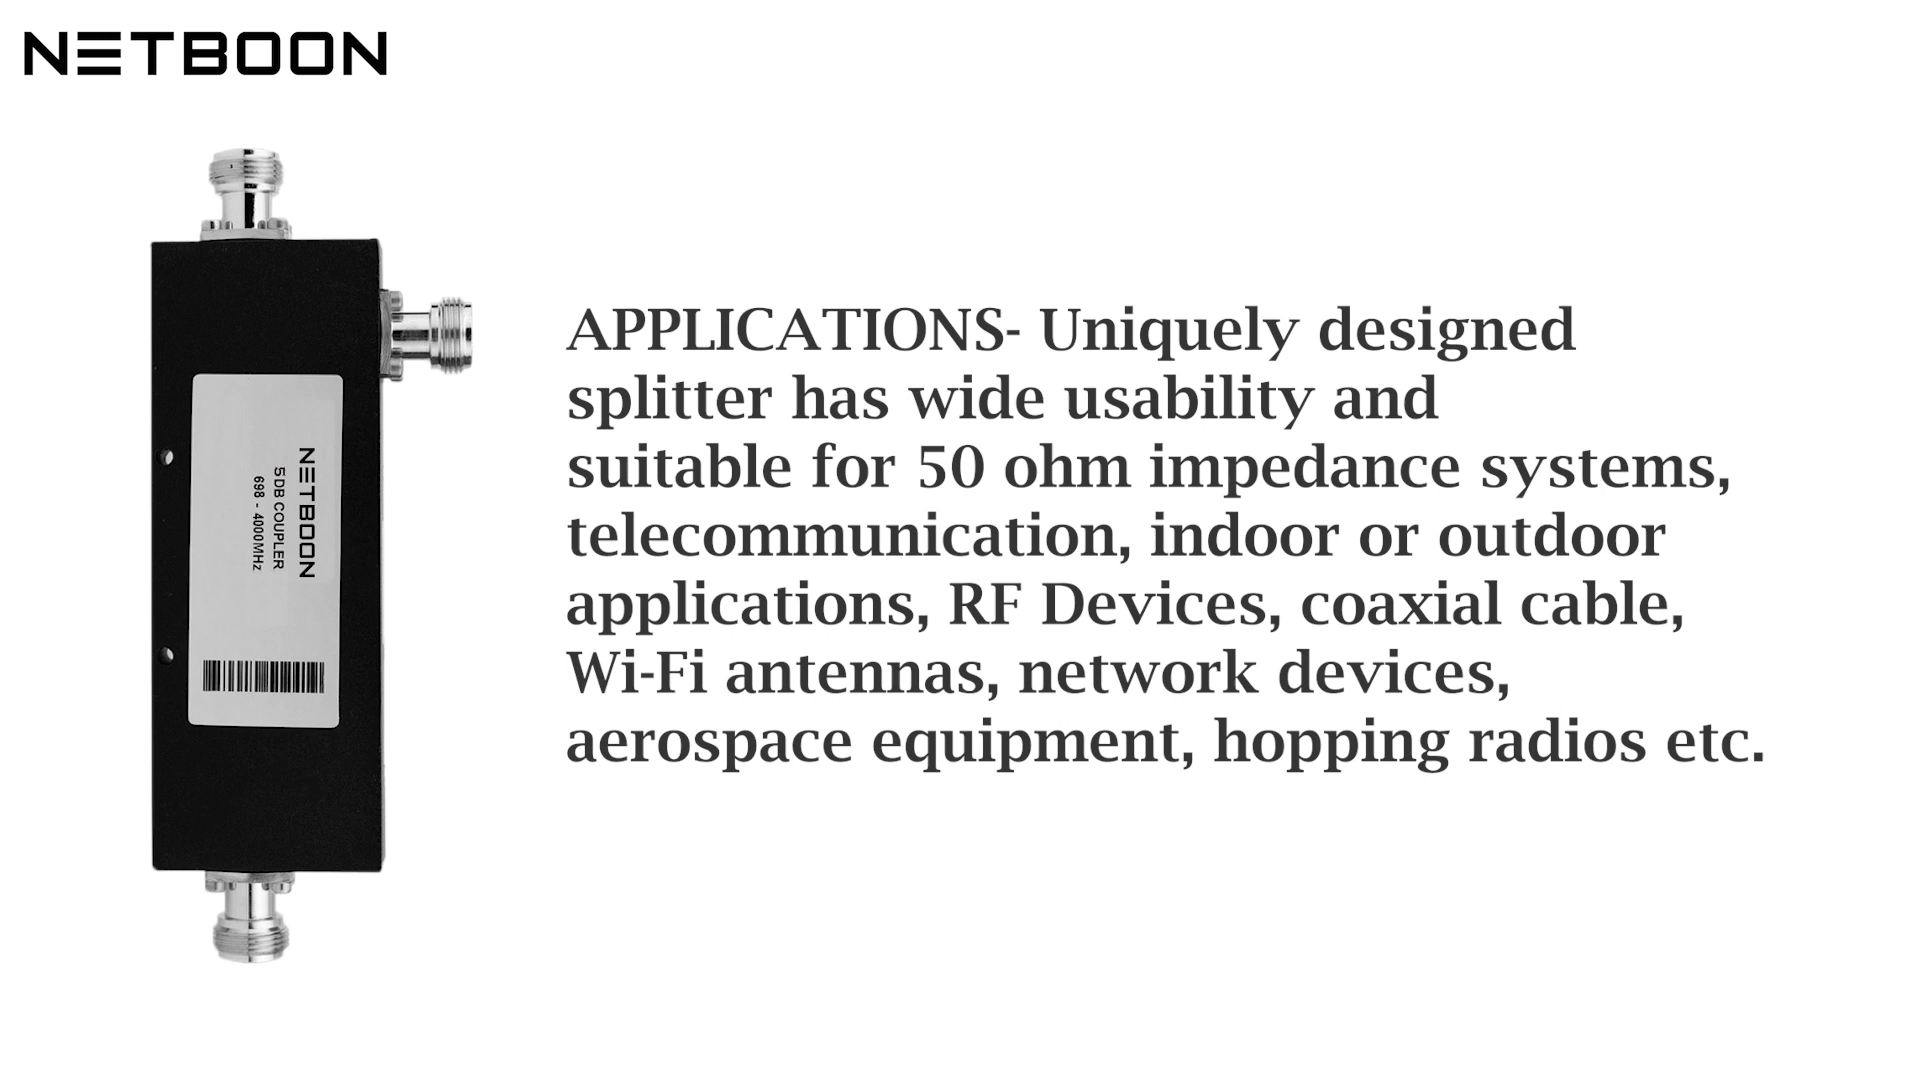 NETBOON
NETBOON
5DB COUPLER
698 - 4000MHz
APPLICATIONS- Uniquely designed
splitter has wide usability and
suitable for 50 ohm impedance systems,
telecommunication, indoor or outdoor
applications, RF Devices, coaxial cable,
Wi-Fi antennas, network devices,
aerospace equipment, hopping radios etc.